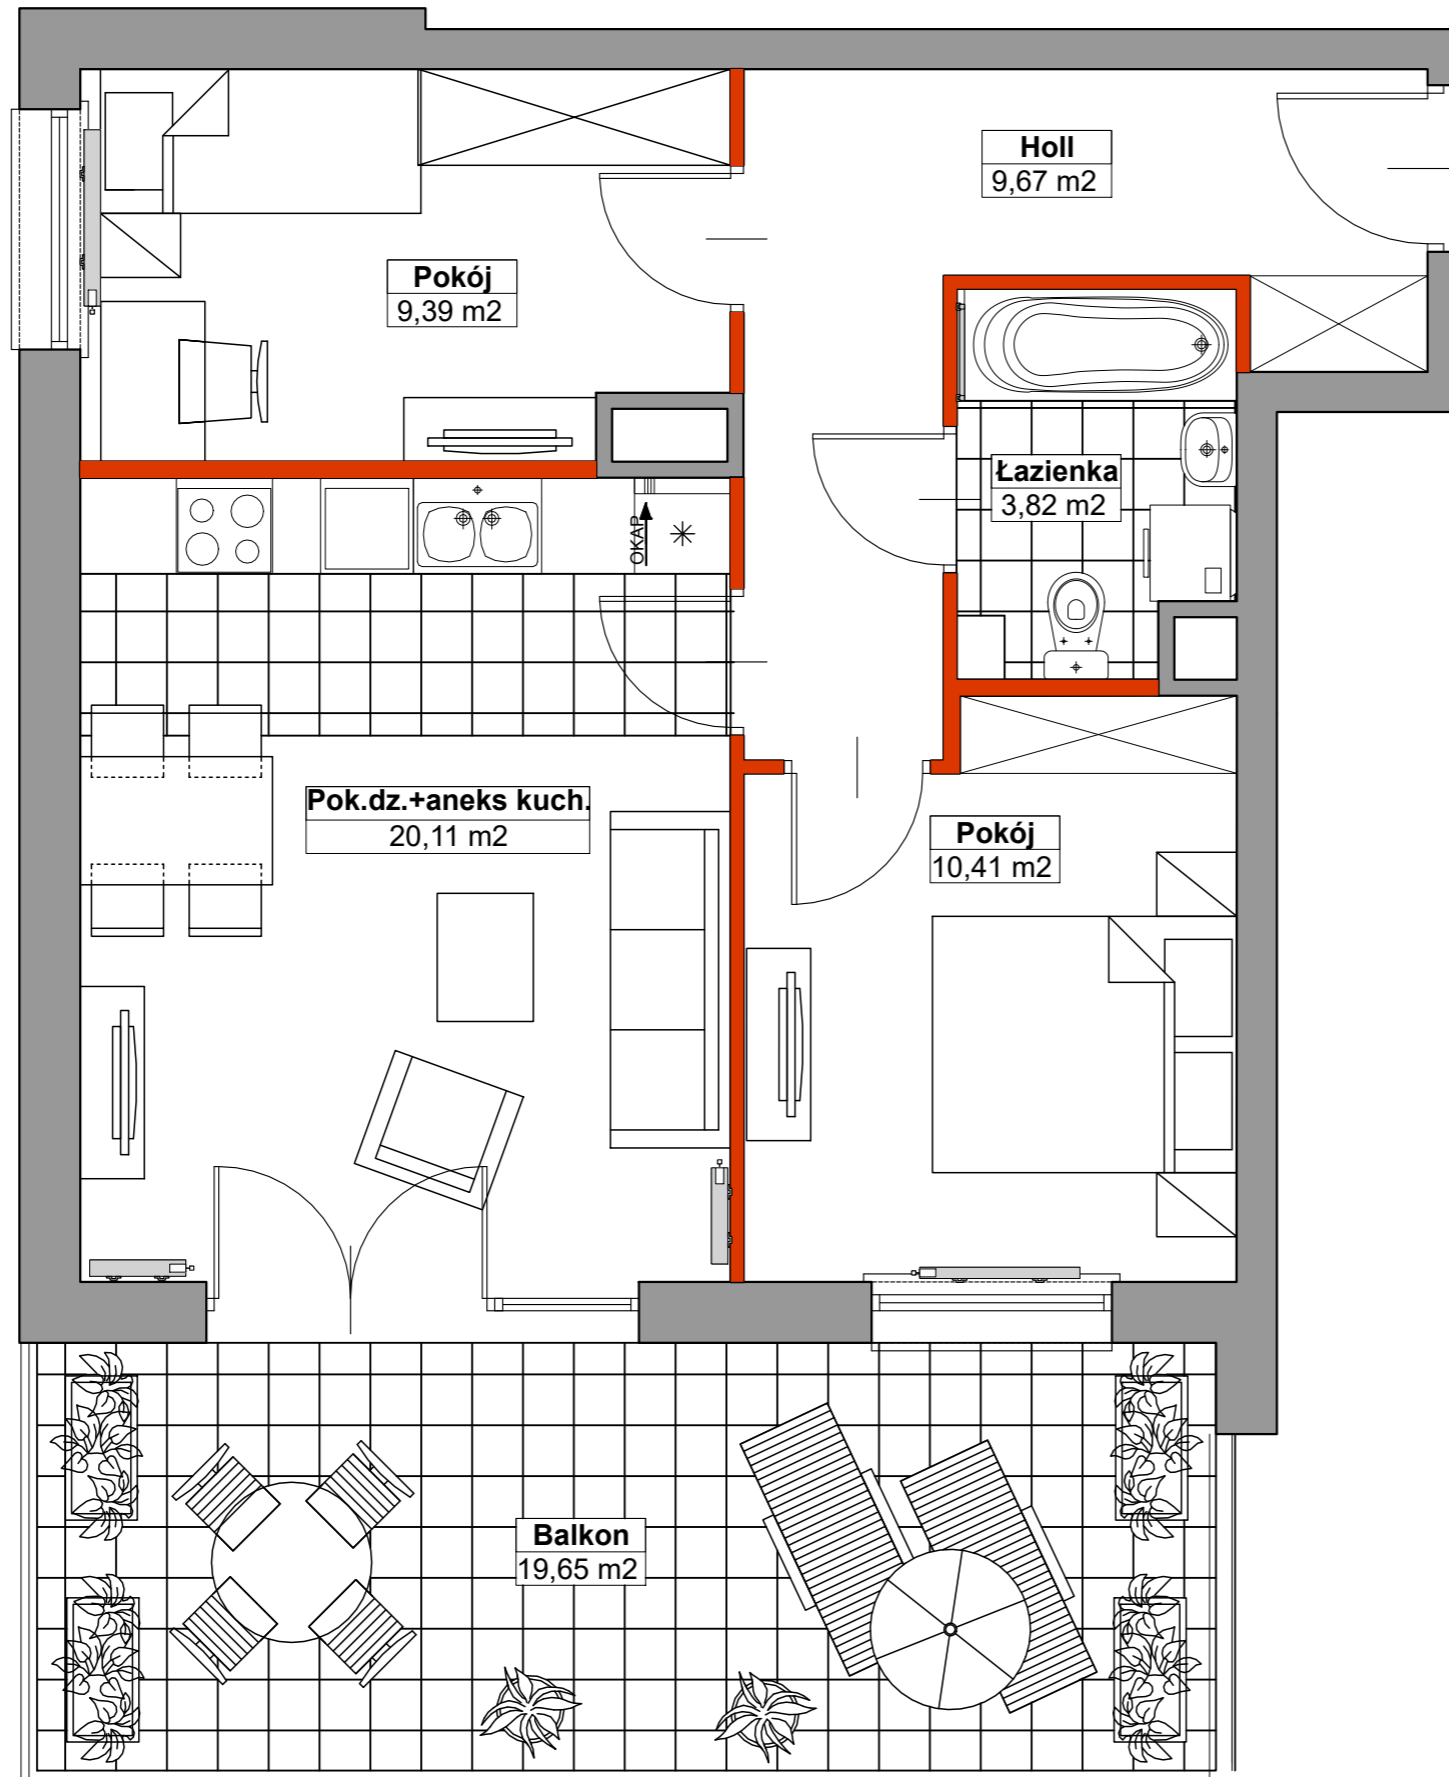 Holl
9,67 m2
Pokój
9,39 m2
Łazienka
3,82 m2
OKAP
Pok.dz.+aneks kuch.
20,11 m2
Pokój
10,41 m2
Balkon
19,65 m2